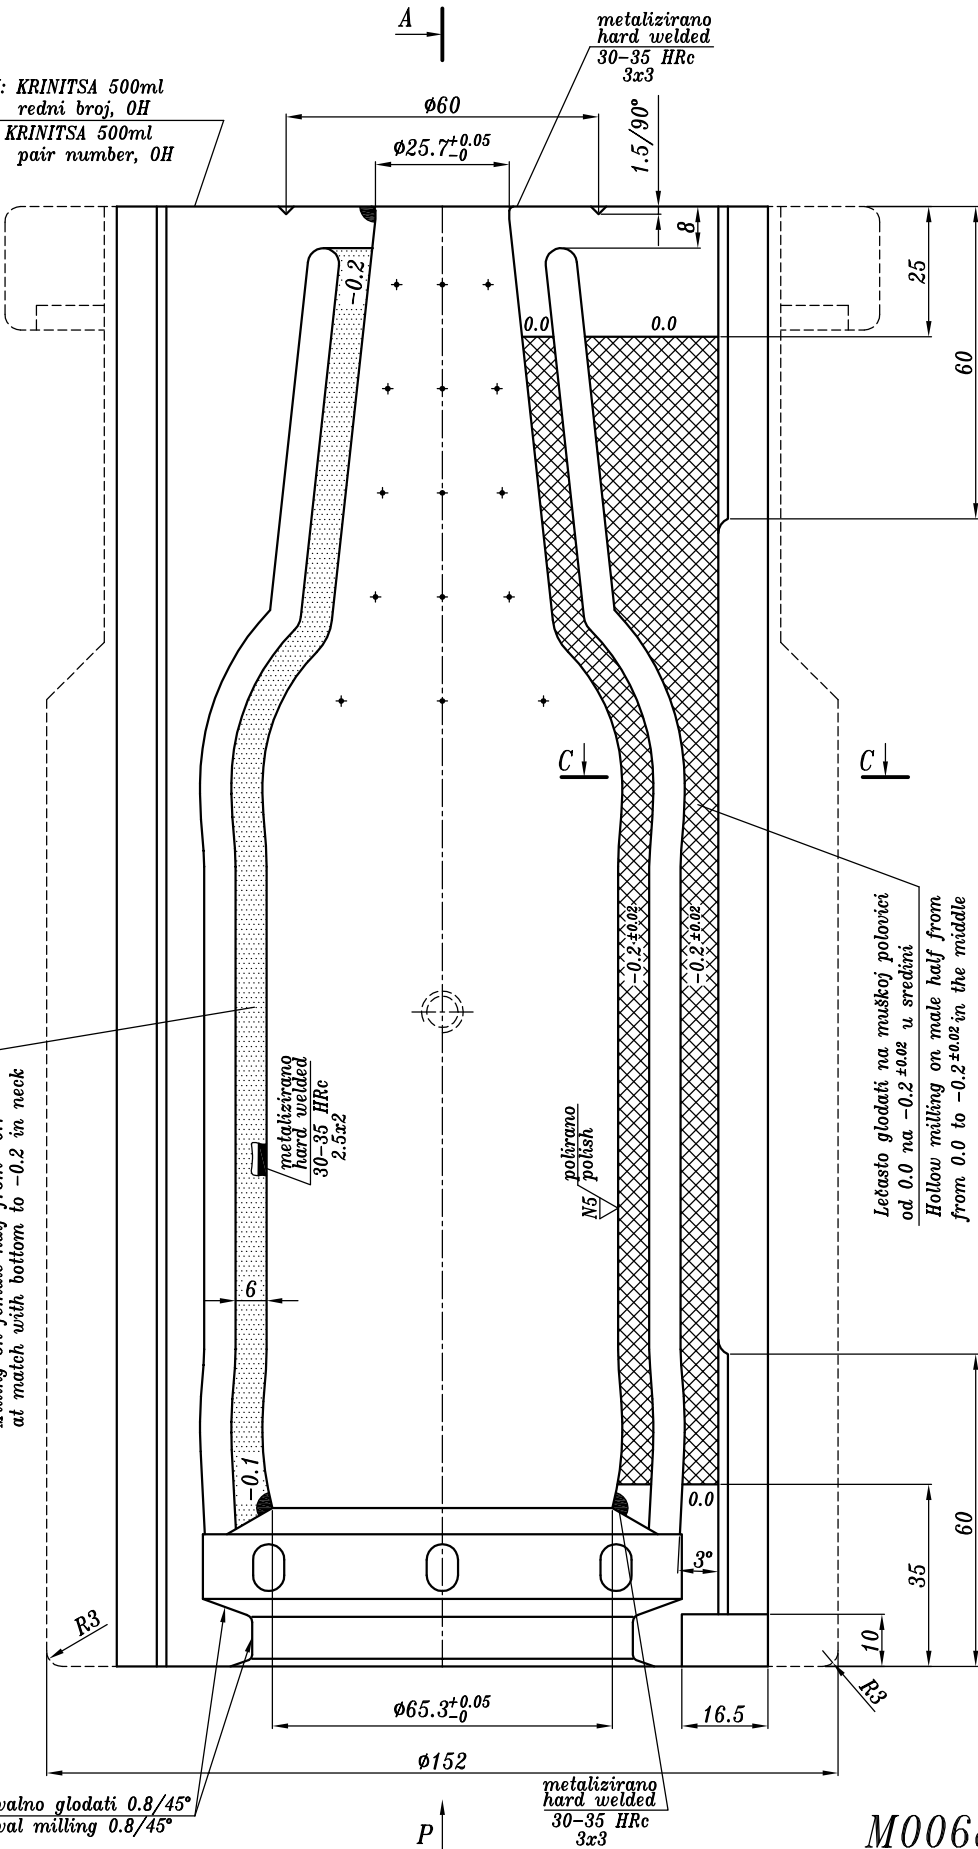 A
metalizirano
hard welded
30-35 HRc
3x3
: KRINITSA 500ml
redni broj, OH
KRINITSA 500ml
pair number, OH
ø60
ø25.7+0.05 -0
1.5/90°
8
25
60
-0.2
0.0
0.0
C
C
-0.2±0.02
-0.2±0.02
Lečasto glodati na muškoj polovici
od 0.0 na -0.2±0.02 u sredini
Hollow milling on male half from
from 0.0 to -0.2±0.02 in the middle
at match with bottom to -0.2 in neck
metalizirano
hard welded
30-35 HRc
2.5x2
polirano
polish
N5
6
-0.1
0.0
3°
35
60
10
R3
R3
ø65.3+0.05 -0
16.5
ø152
valno glodati 0.8/45°
val milling 0.8/45°
metalizirano
hard welded
30-35 HRc
3x3
P
M006